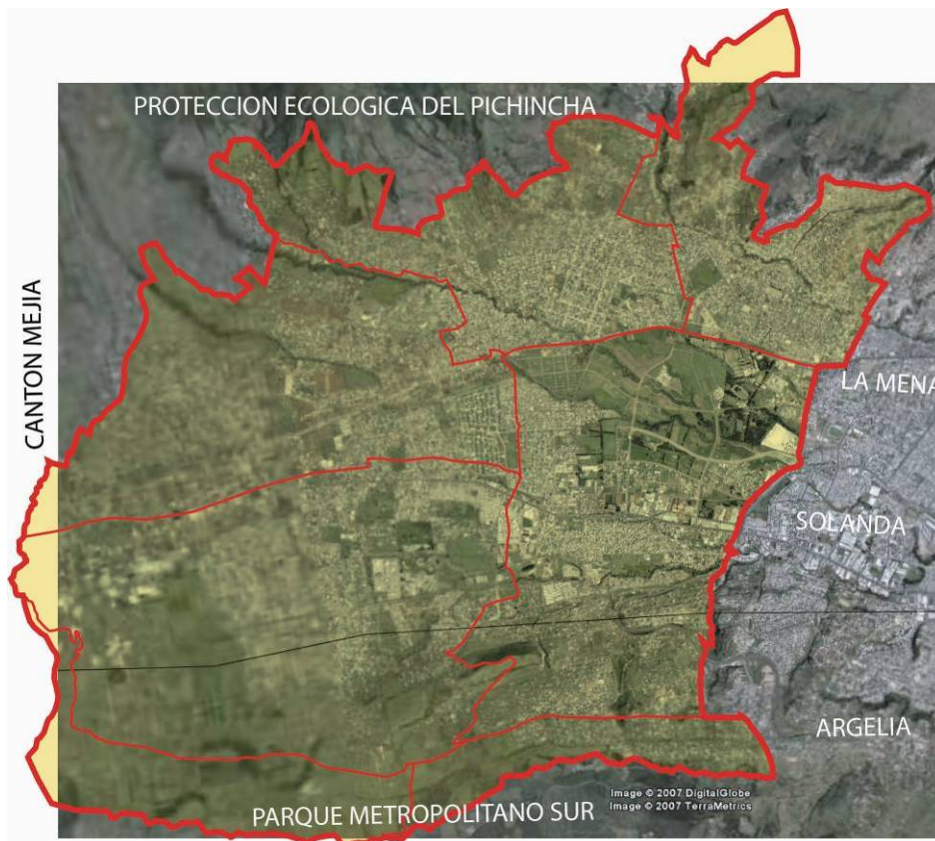 PROTECCION ECOLOGICA DEL PICHINCHA
CANTON MEJIA
LA MENA
SOLANDA
ARGELIA
Image © 2007 DigitalGlobe
Image © 2007 TerraMetrics
PARQUE METROPOLITANO SUR